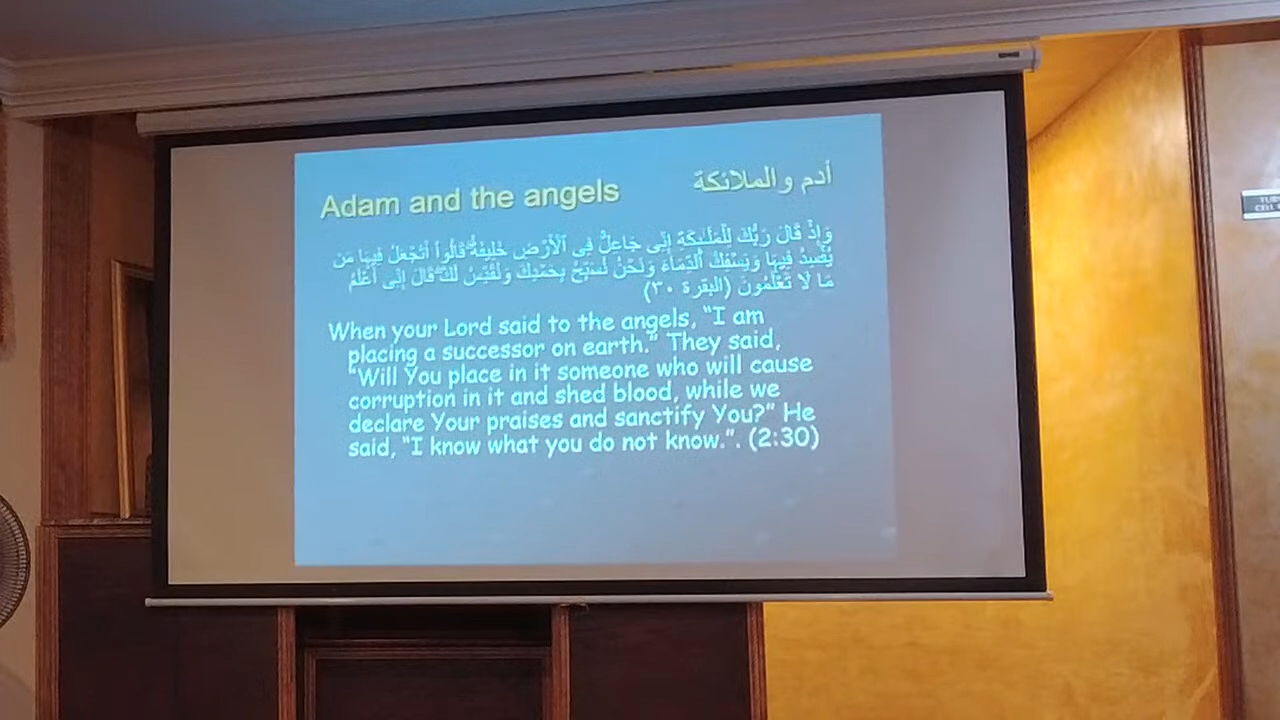 Adam and the angels أدم والملائكة
وَإِذْ قَالَ رَبُّكَ لِلْمَلَـٰٓئِكَةِ إِنِّى جَاعِلٌ فِى ٱلْأَرْضِ خَلِيفَةً ۖ قَالُوٓا۟ أَتَجْعَلُ فِيهَا مَن
يُفْسِدُ فِيهَا وَيَسْفِكُ ٱلدِّمَآءَ وَنَحْنُ نُسَبِّحُ بِحَمْدِكَ وَنُقَدِّسُ لَكَ ۖ قَالَ إِنِّىٓ أَعْلَمُ
مَا لَا تَعْلَمُونَ (البقرة ٣٠)
When your Lord said to the angels, “I am
placing a successor on earth.” They said,
“Will You place in it someone who will cause
corruption in it and shed blood, while we
declare Your praises and sanctify You?” He
said, “I know what you do not know.”. (2:30)